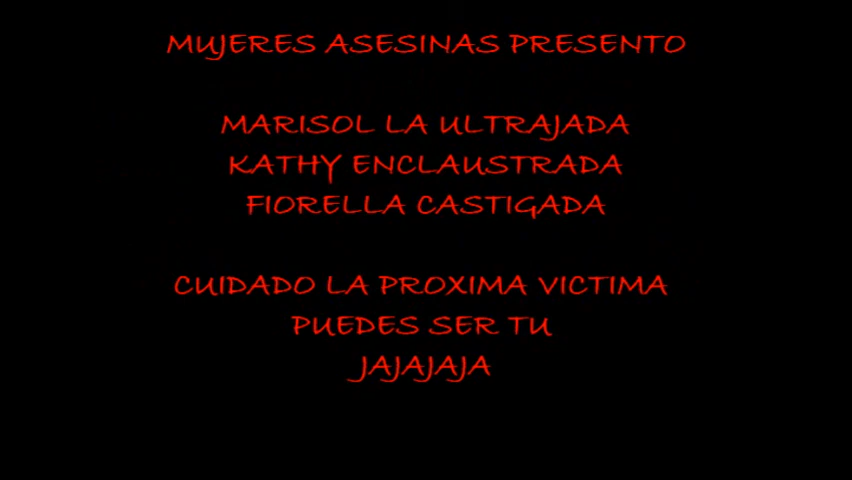 MUJERES ASESINAS PRESENTO
MARISOL LA ULTRAJADA
KATHY ENCLAUSTRADA
FIORELLA CASTIGADA
CUIDADO LA PROXIMA VICTIMA
PUEDES SER TU
JAJAJAJA